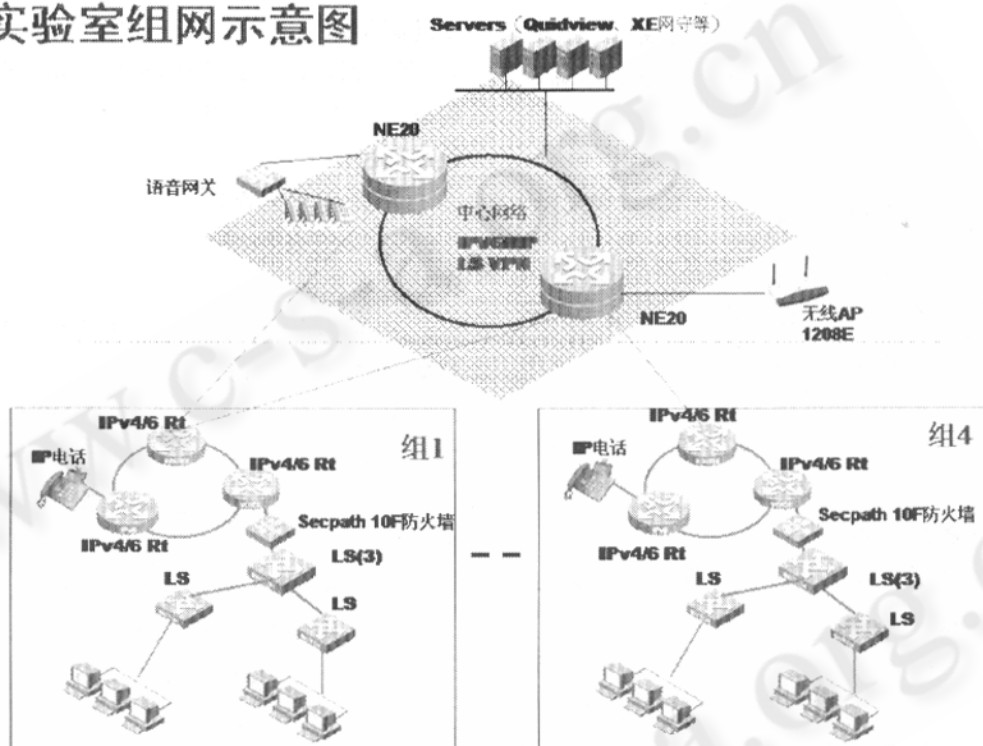 实验室组网示意图
Servers（Quidview、XE网守等）
NE20
语音网关
中心网络
LS VPN
NE20
无线AP
1208E
IPv4/6 Rt
组1
IP电话
IPv4/6 Rt
Secpath 10F防火墙
IPv4/6 Rt
LS(3)
LS
LS
IPv4/6 Rt
组4
IP电话
IPv4/6 Rt
Secpath 10F防火墙
IPv4/6 Rt
LS(3)
LS
LS